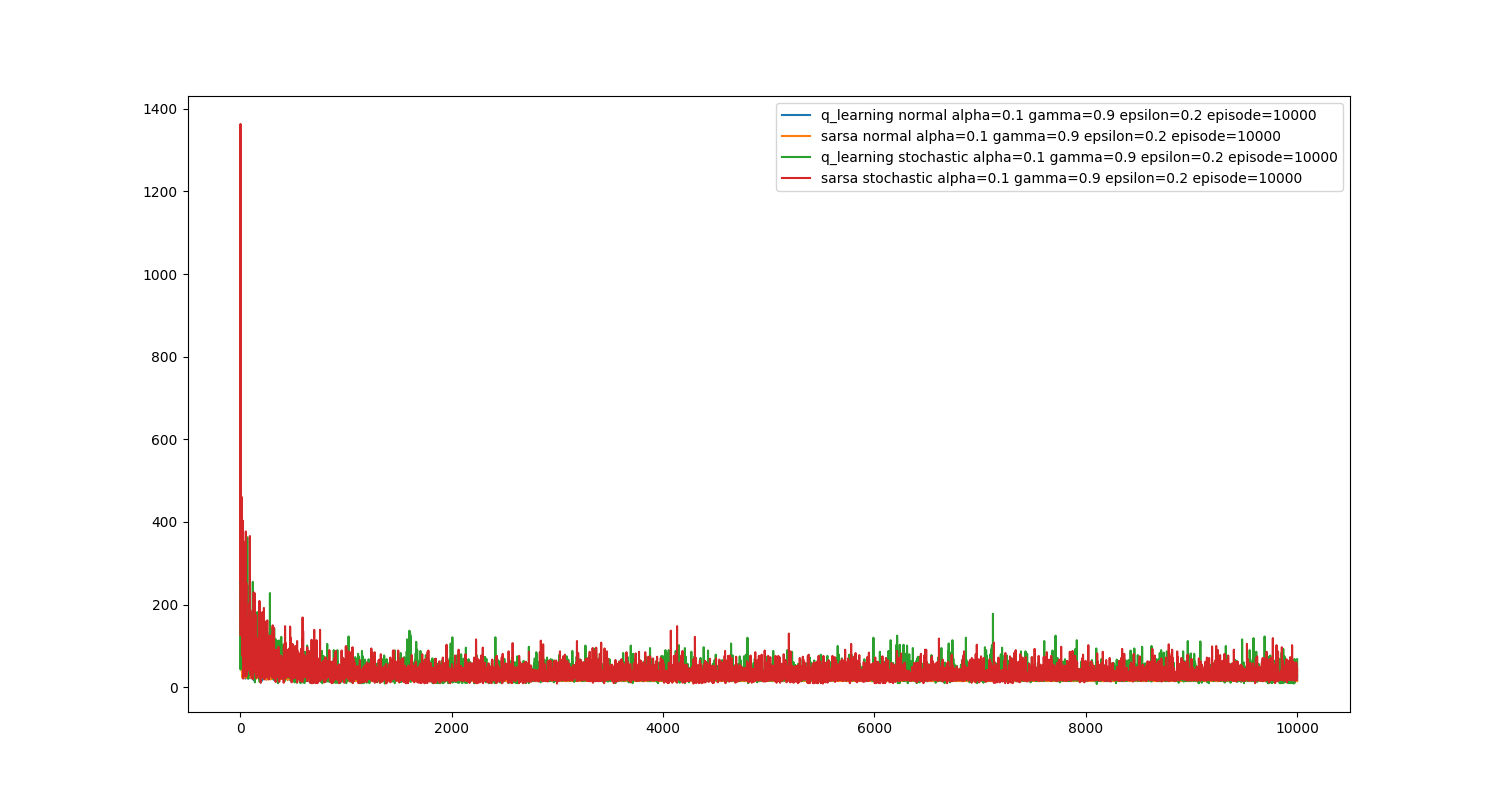 1400
1200
1000
800
600
400
200
0
0 2000 4000 6000 8000 10000
q_learning normal alpha=0.1 gamma=0.9 epsilon=0.2 episode=10000
sarsa normal alpha=0.1 gamma=0.9 epsilon=0.2 episode=10000
q_learning stochastic alpha=0.1 gamma=0.9 epsilon=0.2 episode=10000
sarsa stochastic alpha=0.1 gamma=0.9 epsilon=0.2 episode=10000